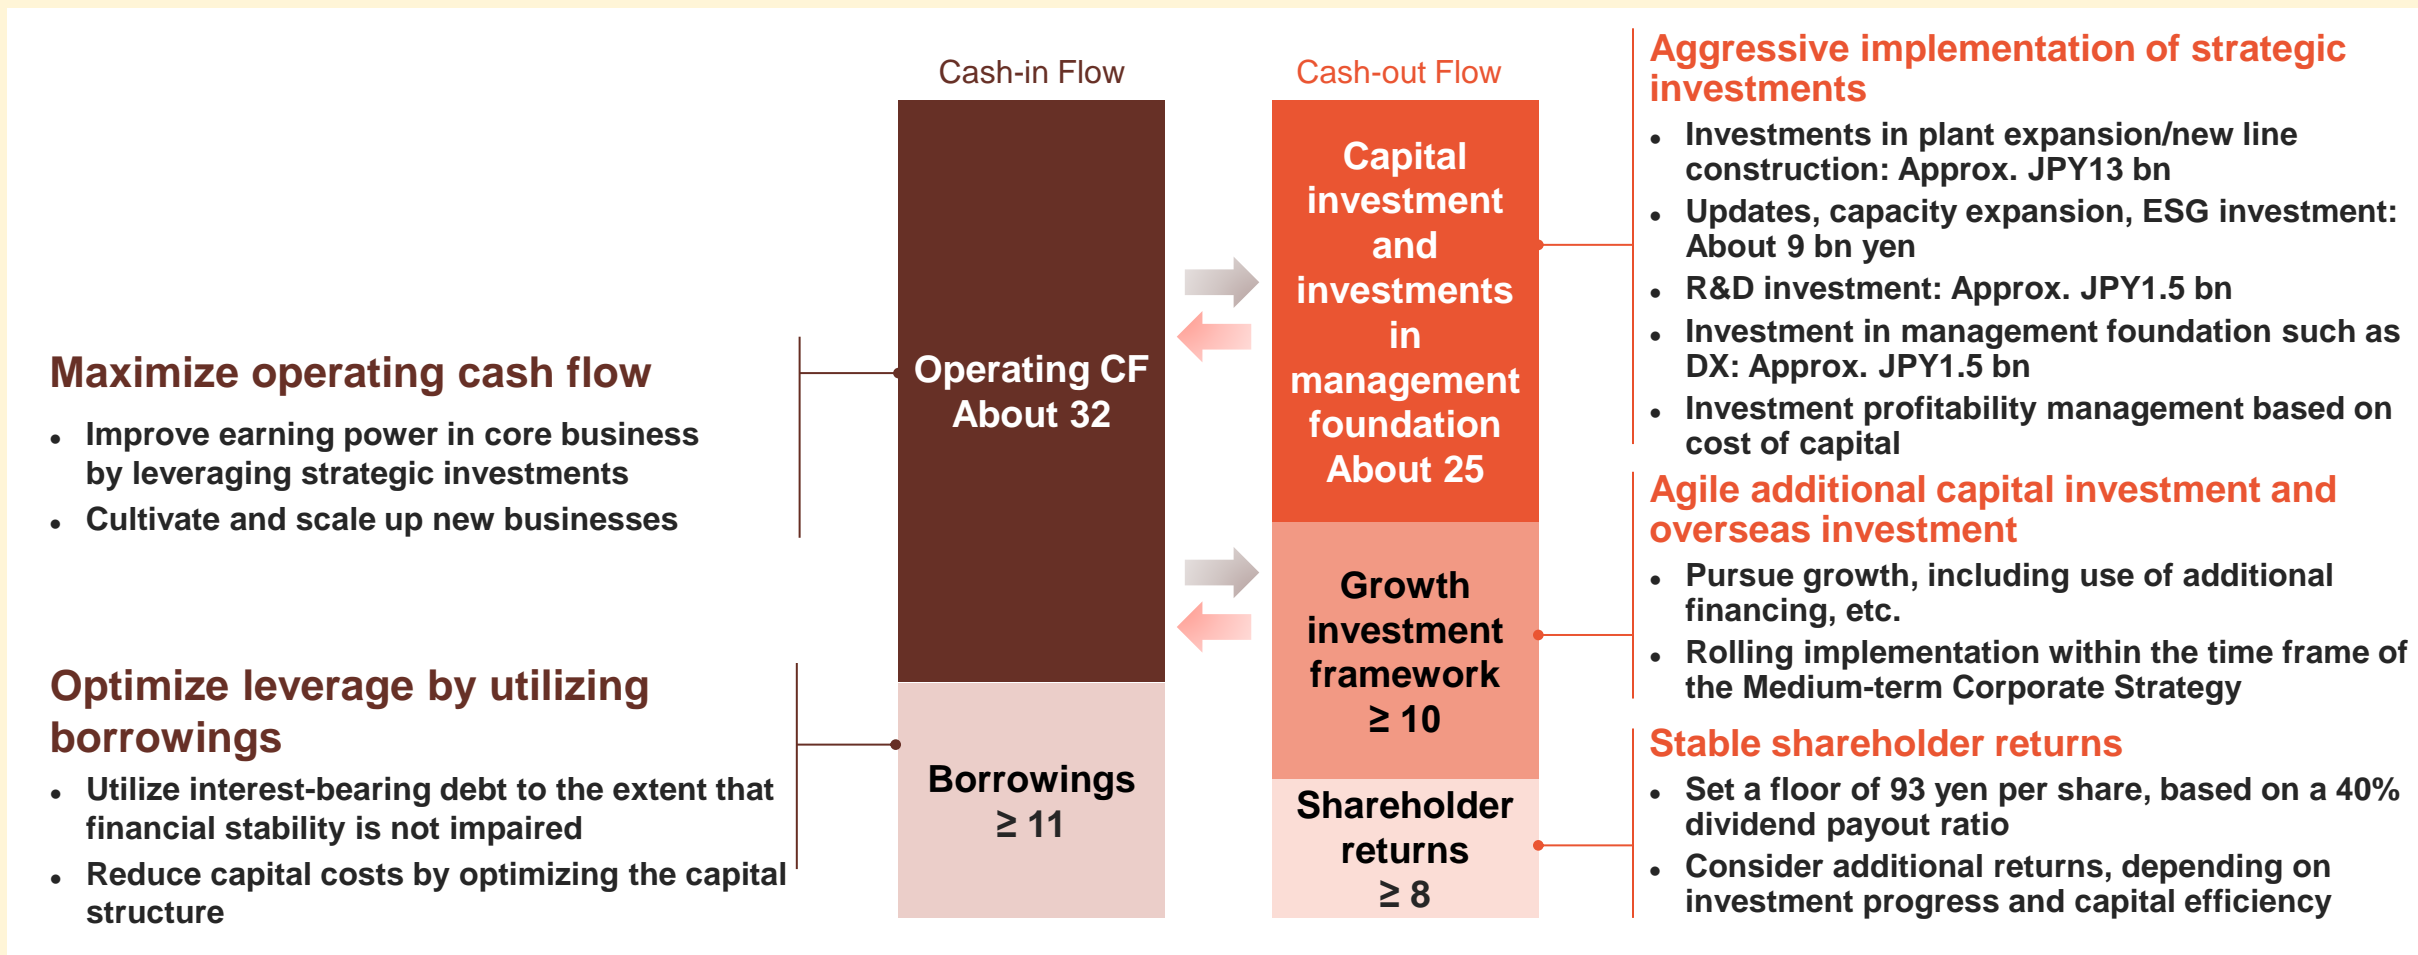 Cash-in Flow
Cash-out Flow
Maximize operating cash flow
● Improve earning power in core business
by leveraging strategic investments
● Cultivate and scale up new businesses
Optimize leverage by utilizing
borrowings
● Utilize interest-bearing debt to the extent that
financial stability is not impaired
● Reduce capital costs by optimizing the capital
structure
Operating CF
About 32
Borrowings
≥ 11
Capital
investment
and
investments
in
management
foundation
About 25
Growth
investment
framework
≥ 10
Shareholder
returns
≥ 8
Aggressive implementation of strategic
investments
● Investments in plant expansion/new line
construction: Approx. JPY13 bn
● Updates, capacity expansion, ESG investment:
About 9 bn yen
● R&D investment: Approx. JPY1.5 bn
● Investment in management foundation such as
DX: Approx. JPY1.5 bn
● Investment profitability management based on
cost of capital
Agile additional capital investment and
overseas investment
● Pursue growth, including use of additional
financing, etc.
● Rolling implementation within the time frame of
the Medium-term Corporate Strategy
Stable shareholder returns
● Set a floor of 93 yen per share, based on a 40%
dividend payout ratio
● Consider additional returns, depending on
investment progress and capital efficiency